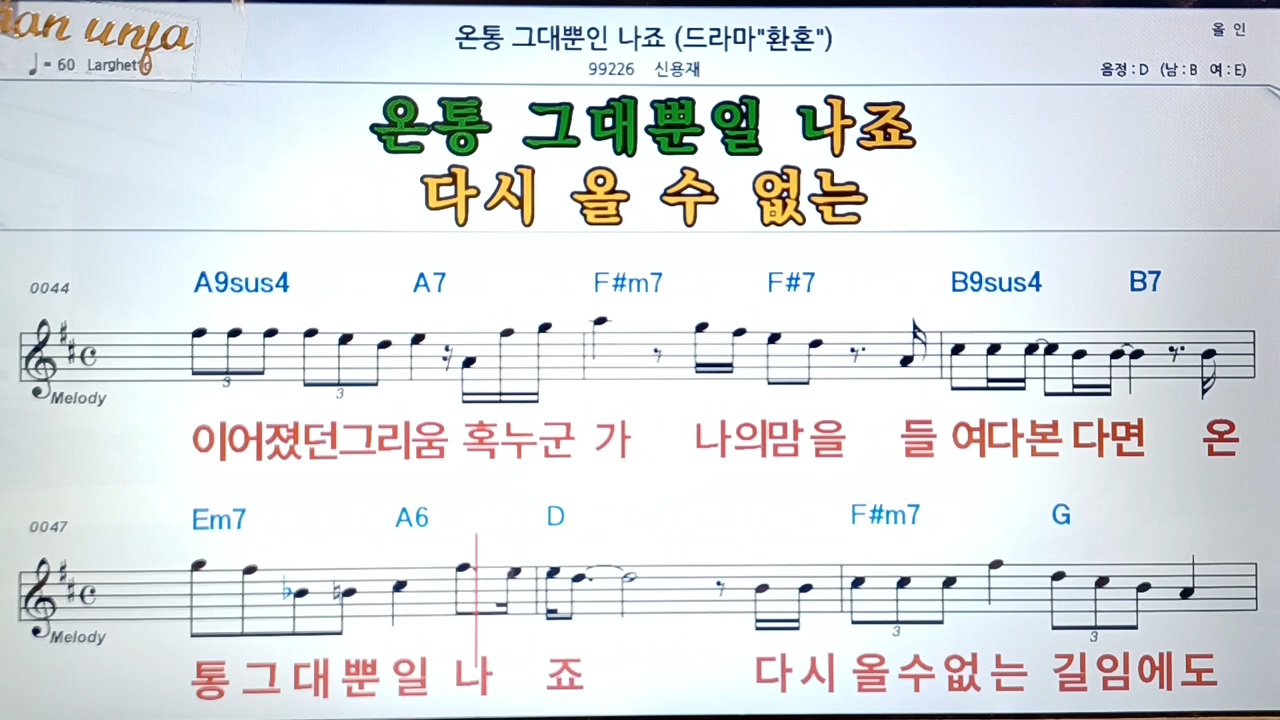 온통 그대뿐인 나죠 (드라마"환혼")
올 인
♩= 60 Larghetto
99226 신용재
음정 : D (남 : B 여 : E)
온통 그대뿐일 나죠
다시 올 수 없는
0044 A9sus4 A7 F#m7 F#7 B9sus4 B7
3 3
Melody
이어졌던그리움 혹누군 가 나의맘을 들 여다본 다면 온
0047 Em7 A6 D F#m7 G
3 3
Melody
통그대뿐일 나 죠 다시 올수없는 길임에도